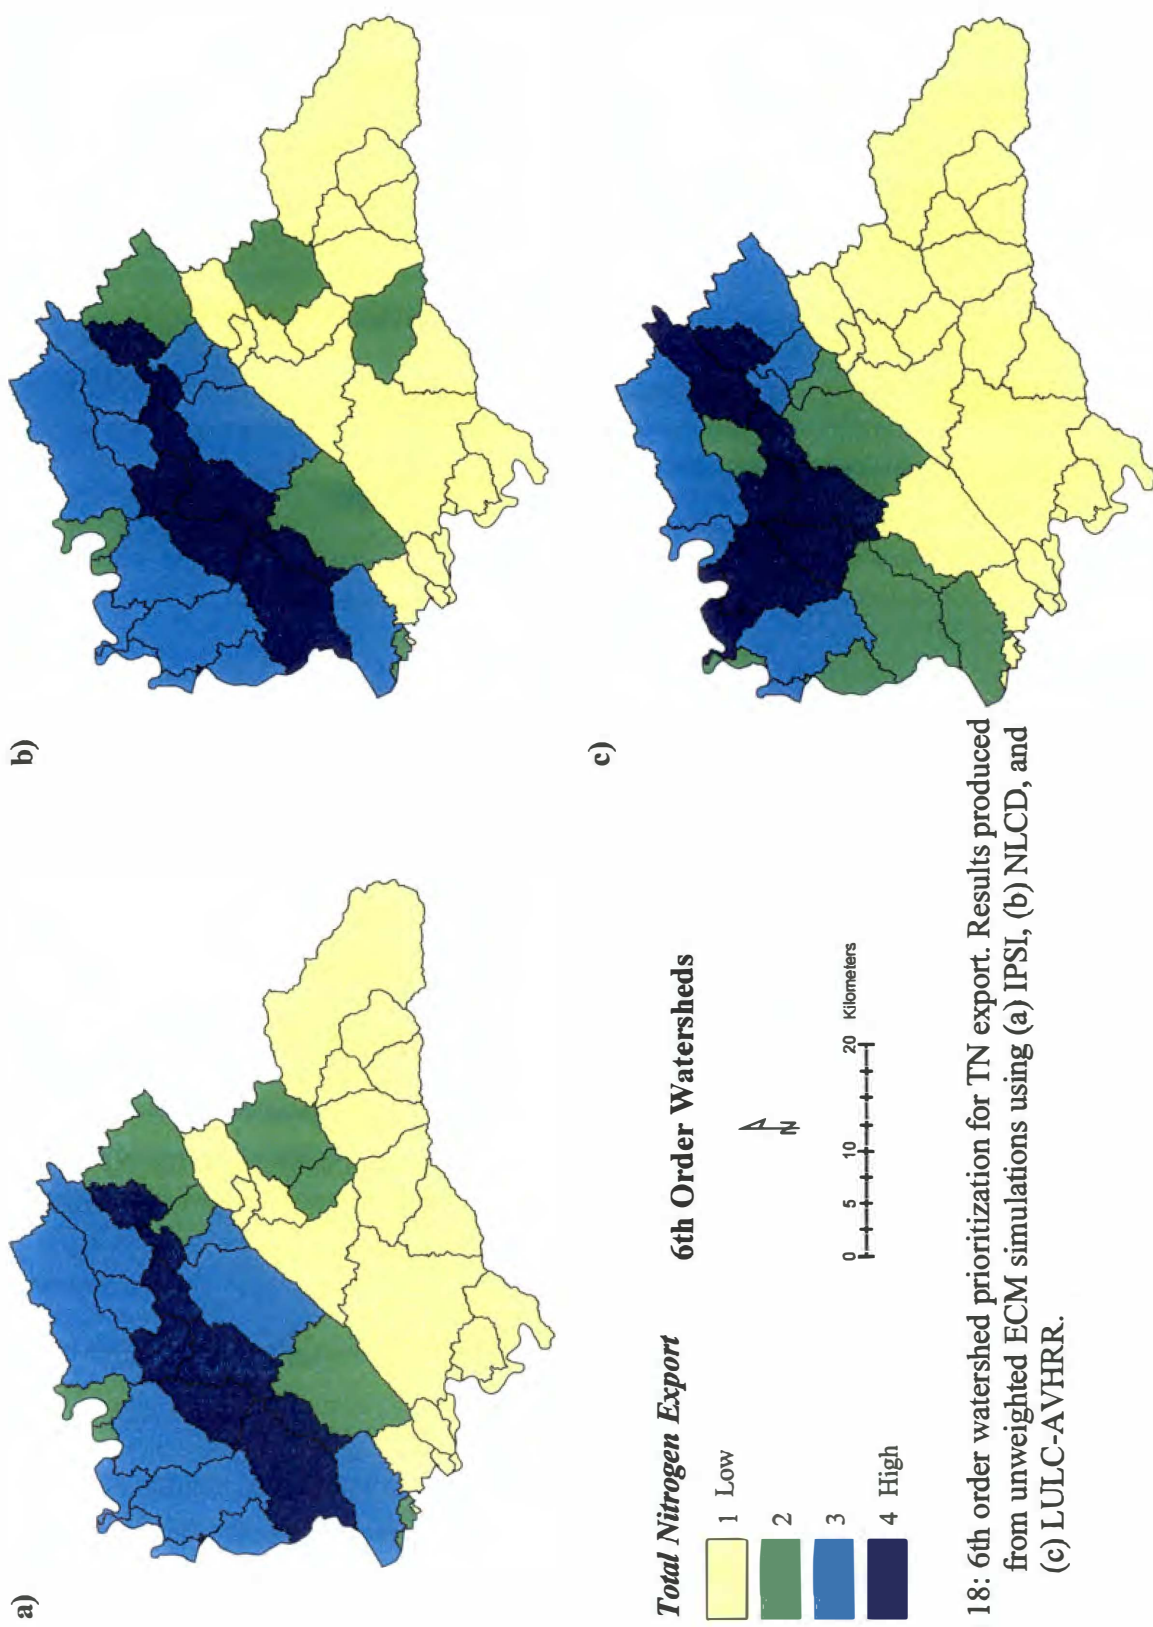 a)
b)
Total Nitrogen Export
1 Low
2
3
4 High
6th Order Watersheds
N
0 5 10 20 Kilometers
c)
18: 6th order watershed prioritization for TN export. Results produced
from unweighted ECM simulations using (a) IPSI, (b) NLCD, and
(c) LULC-AVHRR.